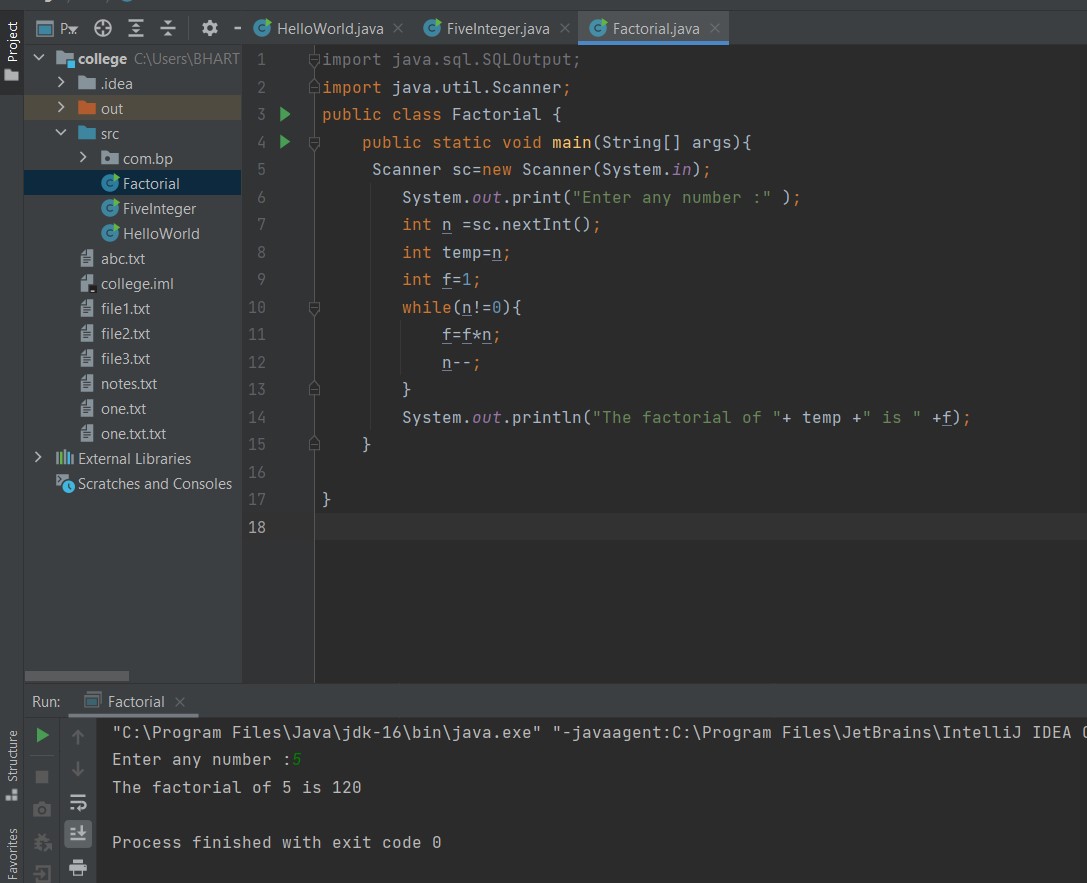 Project
P...
HelloWorld.java
FiveInteger.java
Factorial.java
college C:\Users\BHART
.idea
out
src
com.bp
Factorial
FiveInteger
HelloWorld
abc.txt
college.iml
file1.txt
file2.txt
file3.txt
notes.txt
one.txt
one.txt.txt
External Libraries
Scratches and Consoles
1 import java.sql.SQLOutput;
2 import java.util.Scanner;
3 public class Factorial {
4 public static void main(String[] args){
5 Scanner sc=new Scanner(System.in);
6 System.out.print("Enter any number :" );
7 int n =sc.nextInt();
8 int temp=n;
9 int f=1;
10 while(n!=0){
11 f=f*n;
12 n--;
13 }
14 System.out.println("The factorial of "+ temp +" is " +f);
15 }
16
17 }
18
Run: Factorial
"C:\Program Files\Java\jdk-16\bin\java.exe" "-javaagent:C:\Program Files\JetBrains\IntelliJ IDEA
Enter any number :5
The factorial of 5 is 120
Process finished with exit code 0
Structure
Favorites